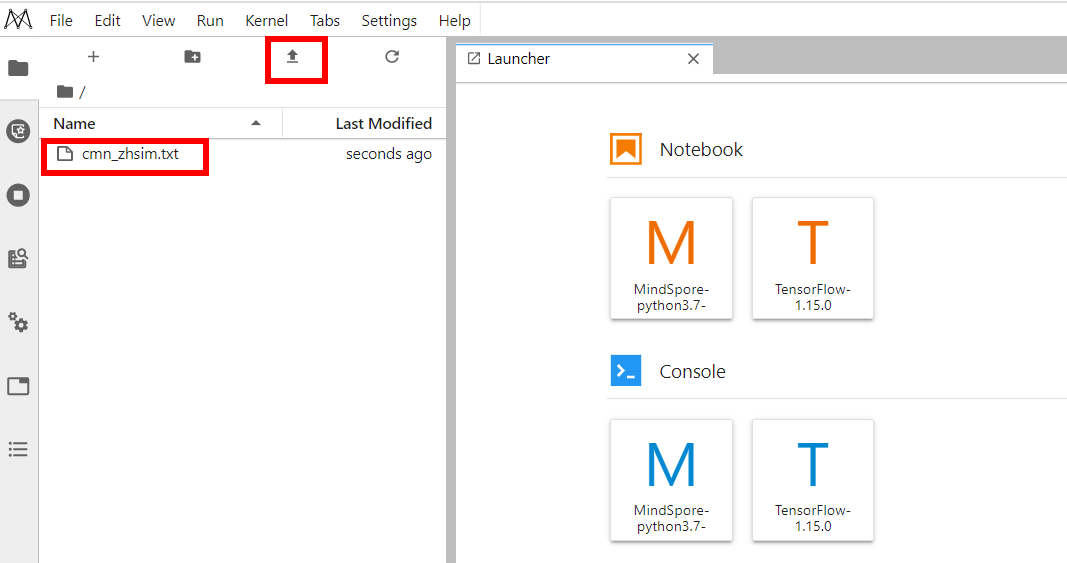 File Edit View Run Kernel Tabs Settings Help
Launcher
/
Name Last Modified
cmn_zhsim.txt seconds ago
Notebook
M T
MindSpore- TensorFlow-
python3.7- 1.15.0
Console
M T
MindSpore- TensorFlow-
python3.7- 1.15.0